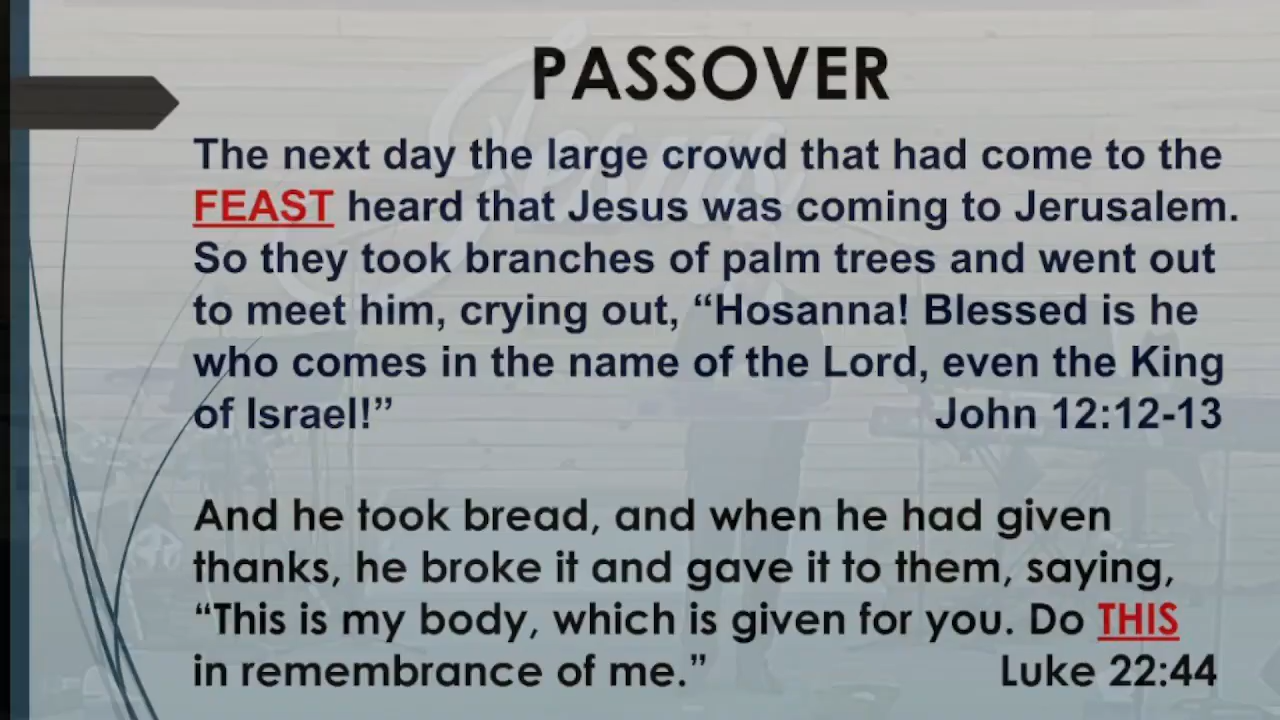 PASSOVER
Jesus
The next day the large crowd that had come to the
FEAST heard that Jesus was coming to Jerusalem.
So they took branches of palm trees and went out
to meet him, crying out, “Hosanna! Blessed is he
who comes in the name of the Lord, even the King
of Israel!” John 12:12-13
And he took bread, and when he had given
thanks, he broke it and gave it to them, saying,
“This is my body, which is given for you. Do THIS
in remembrance of me.” Luke 22:44